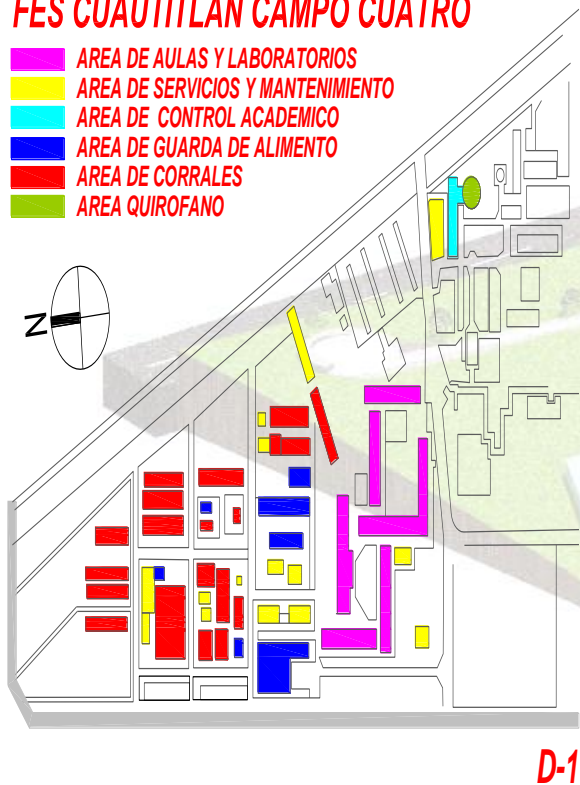 FES CUAUTITLAN CAMPO CUATRO
AREA DE AULAS Y LABORATORIOS
AREA DE SERVICIOS Y MANTENIMIENTO
AREA DE CONTROL ACADEMICO
AREA DE GUARDA DE ALIMENTO
AREA DE CORRALES
AREA QUIROFANO
N
D-1